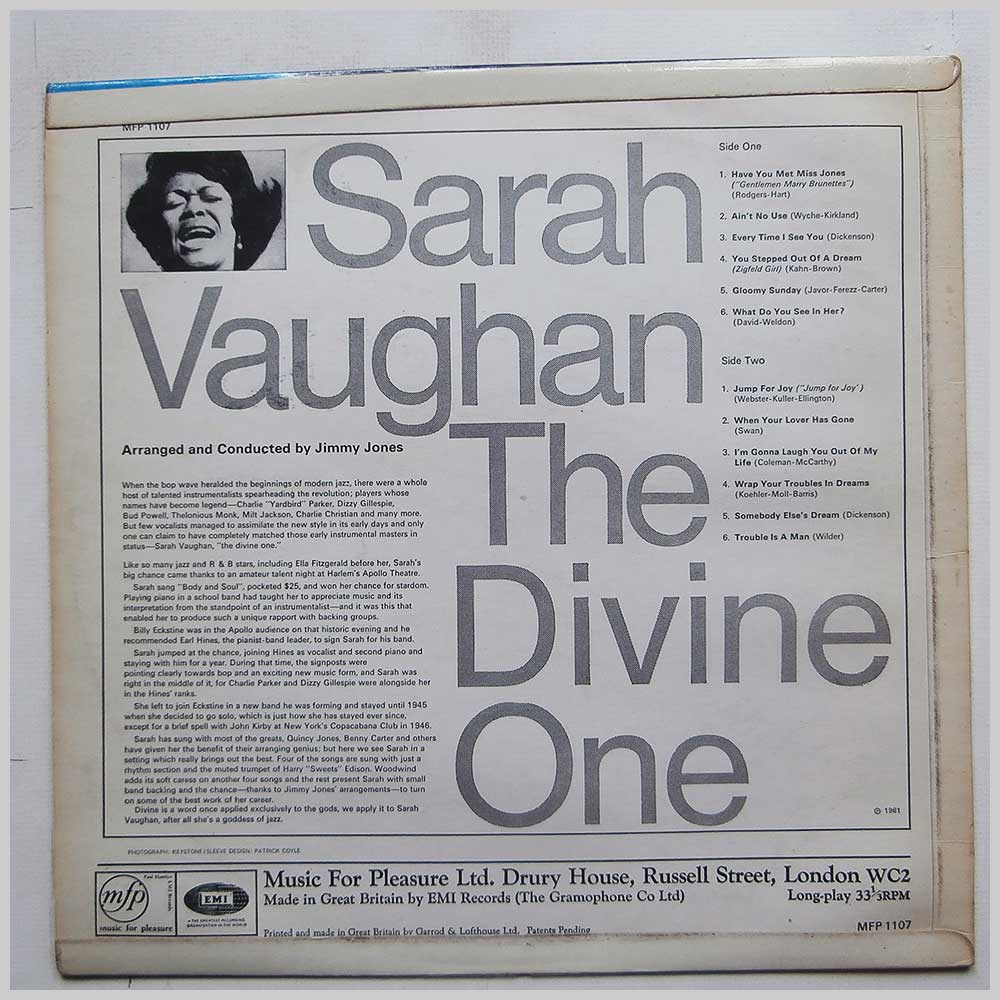 MFP 1107
Sarah
Vaughan
The
Divine
One
Arranged and Conducted by Jimmy Jones
When the bop wave heralded the beginnings of modern jazz, there were a whole
host of talented instrumentalists spearheading the revolution; players whose
names have become legend—Charlie "Yardbird" Parker, Dizzy Gillespie,
Bud Powell, Thelonious Monk, Milt Jackson, Charlie Christian and many more.
But few vocalists managed to assimilate the new style in its early days and only
one can claim to have completely matched those early instrumental masters in
status—Sarah Vaughan, "the divine one."
Like so many jazz and R & B stars, including Ella Fitzgerald before her, Sarah's
big chance came thanks to an amateur talent night at Harlem's Apollo Theatre.
Sarah sang "Body and Soul", pocketed $25, and won her chance for stardom.
Playing piano in a school band had taught her to appreciate music and its
interpretation from the standpoint of an instrumentalist—and it was this that
enabled her to produce such a unique rapport with backing groups.
Billy Eckstine was in the Apollo audience on that historic evening and he
recommended Earl Hines, the pianist-band leader, to sign Sarah for his band.
Sarah jumped at the chance, joining Hines as vocalist and second piano and
staying with him for a year. During that time, the signposts were
pointing clearly towards bop and an exciting new music form, and Sarah was
right in the middle of it, for Charlie Parker and Dizzy Gillespie were alongside her
in the Hines' ranks.
She left to join Eckstine in a new band he was forming and stayed until 1945
when she decided to go solo, which is just how she has stayed ever since,
except for a brief spell with John Kirby at New York's Copacabana Club in 1946.
Sarah has sung with most of the greats, Quincy Jones, Benny Carter and others
have given her the benefit of their arranging genius; but here we see Sarah in a
setting which really brings out the best. Four of the songs are sung with just a
rhythm section and the muted trumpet of Harry "Sweets" Edison. Woodwind
adds its soft caress on another four songs and the rest present Sarah with small
band backing and the chance—thanks to Jimmy Jones' arrangements—to turn
on some of the best work of her career.
Divine is a word once applied exclusively to the gods, we apply it to Sarah
Vaughan, after all she's a goddess of jazz.
Side One
1. Have You Met Miss Jones
("Gentlemen Marry Brunettes")
(Rodgers-Hart)
2. Ain't No Use (Wyche-Kirkland)
3. Every Time I See You (Dickenson)
4. You Stepped Out Of A Dream
(Zigfeld Girl) (Kahn-Brown)
5. Gloomy Sunday (Javor-Ferezz-Carter)
6. What Do You See In Her?
(David-Weldon)
Side Two
1. Jump For Joy ("Jump for Joy')
(Webster-Kuller-Ellington)
2. When Your Lover Has Gone
(Swan)
3. I'm Gonna Laugh You Out Of My
Life (Coleman-McCarthy)
4. Wrap Your Troubles In Dreams
(Koehler-Moll-Barris)
5. Somebody Else's Dream (Dickenson)
6. Trouble Is A Man (Wilder)
℗ 1961
PHOTOGRAPH: KEYSTONE/SLEEVE DESIGN: PATRICK COYLE
mfp
music for pleasure
Paul Hamlyn
EMI Records
EMI
THE GREATEST RECORDING
ORGANISATION IN THE WORLD
Music For Pleasure Ltd. Drury House, Russell Street, London WC2
Made in Great Britain by EMI Records (The Gramophone Co Ltd)
Long-play 33⅓RPM
Printed and made in Great Britain by Garrod & Lofthouse Ltd. Patents Pending
MFP 1107